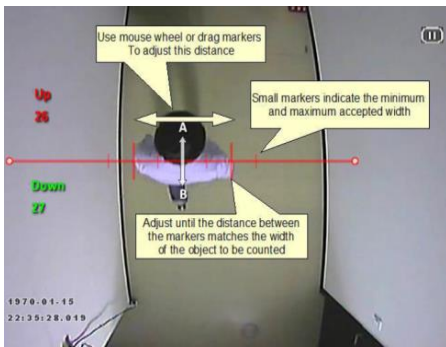 Use mouse wheel or drag markers
To adjust this distance
Up
26
A
Small markers indicate the minimum
and maximum accepted width
Down
27
B
Adjust until the distance between
the markers matches the width
of the object to be counted
1970-01-15
22:35:28.019